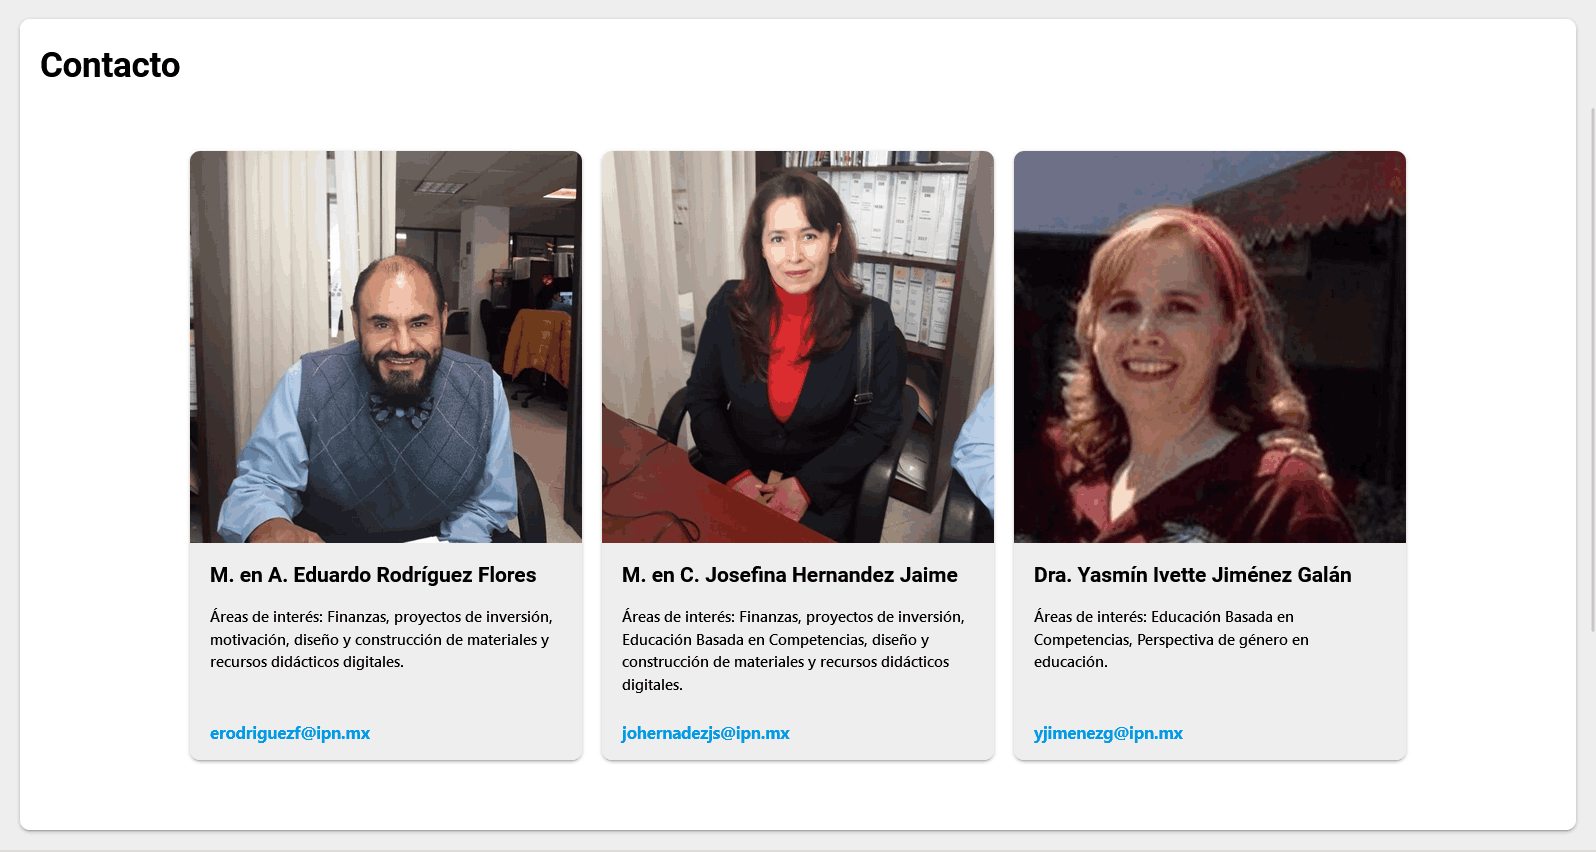 Contacto
M. en A. Eduardo Rodríguez Flores
Áreas de interés: Finanzas, proyectos de inversión,
motivación, diseño y construcción de materiales y
recursos didácticos digitales.
erodriguezf@ipn.mx
M. en C. Josefina Hernandez Jaime
Áreas de interés: Finanzas, proyectos de inversión,
Educación Basada en Competencias, diseño y
construcción de materiales y recursos didácticos
digitales.
johernadezjs@ipn.mx
Dra. Yasmín Ivette Jiménez Galán
Áreas de interés: Educación Basada en
Competencias, Perspectiva de género en
educación.
yjimenezg@ipn.mx